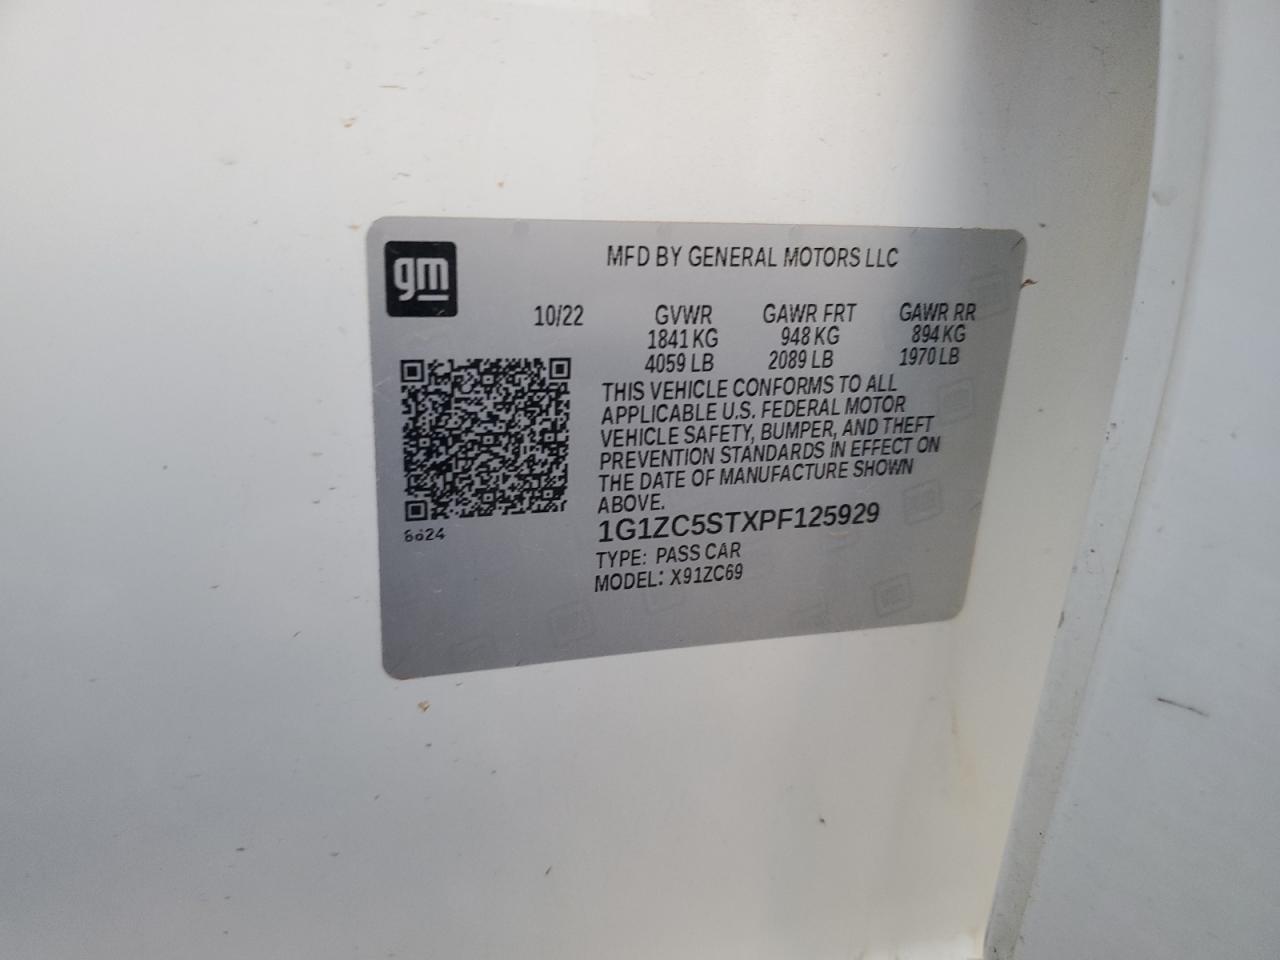 gm
MFD BY GENERAL MOTORS LLC
10/22 GVWR GAWR FRT GAWR RR
1841 KG 948 KG 894 KG
4059 LB 2089 LB 1970 LB
THIS VEHICLE CONFORMS TO ALL
APPLICABLE U.S. FEDERAL MOTOR
VEHICLE SAFETY, BUMPER, AND THEFT
PREVENTION STANDARDS IN EFFECT ON
THE DATE OF MANUFACTURE SHOWN
ABOVE.
1G1ZC5STXPF125929
TYPE: PASS CAR
MODEL: X91ZC69